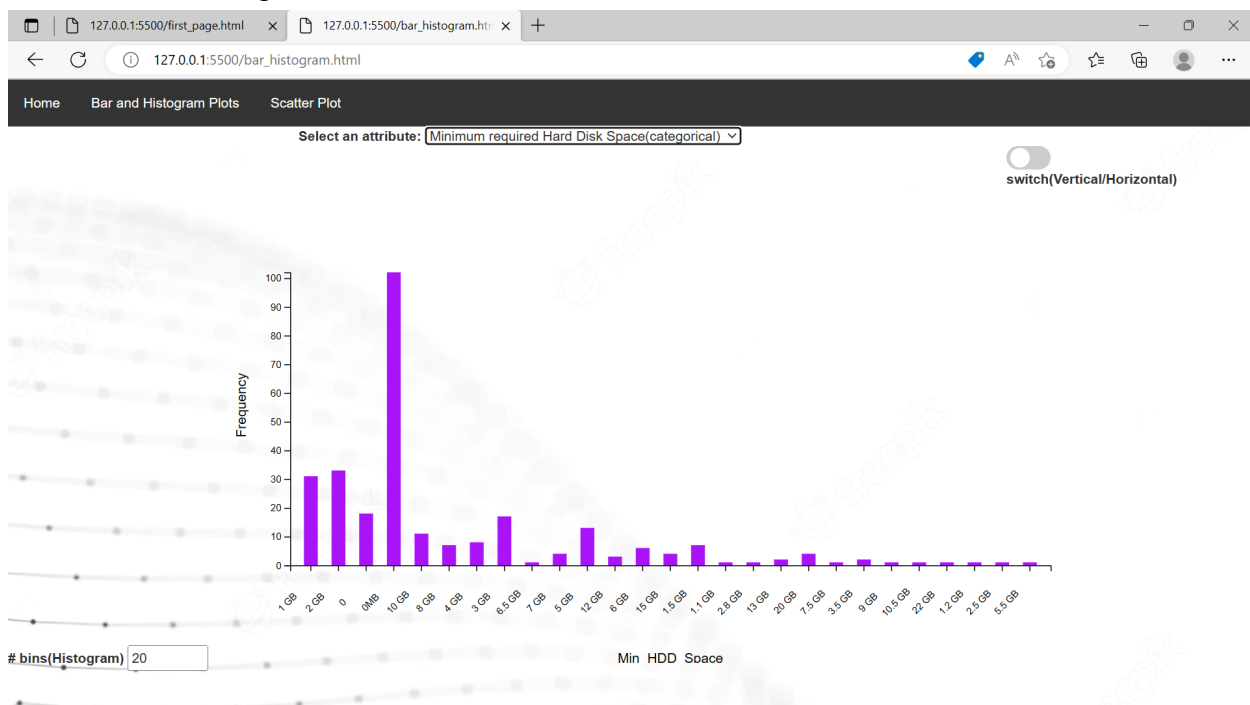 127.0.0.1:5500/first_page.html 127.0.0.1:5500/bar_histogram.htm
127.0.0.1:5500/bar_histogram.html
Home Bar and Histogram Plots Scatter Plot
Select an attribute: Minimum required Hard Disk Space(categorical)
switch(Vertical/Horizontal)
100
90
80
70
60
50
40
30
20
10
0
Frequency
1 GB 2 GB 0 0MB 10 GB 8 GB 4 GB 3 GB 6.5 GB 7 GB 5 GB 12 GB 6 GB 15 GB 1.5 GB 1.1 GB 2.8 GB 13 GB 20 GB 7.5 GB 3.5 GB 9 GB 10.5 GB 22 GB 1.2 GB 2.5 GB 5.5 GB
# bins(Histogram) 20
Min_HDD_Space
freepik
freepik
freepik